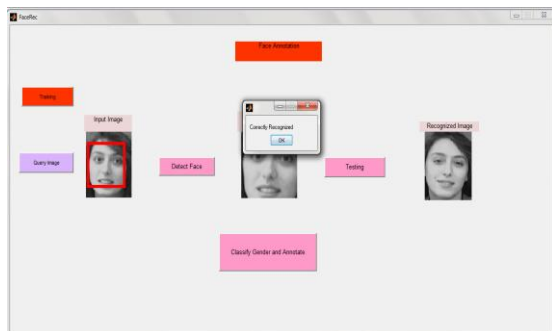 FaceRec
Face Annotation
Training
Input Image
Correctly Recognized
OK
Recognized Image
Query Image
Detect Face
Testing
Classify Gender and Annotate